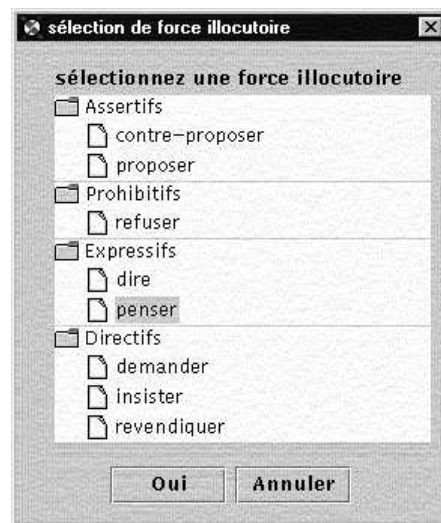 sélection de force illocutoire
sélectionnez une force illocutoire
Assertifs
contre-proposer
proposer
Prohibitifs
refuser
Expressifs
dire
penser
Directifs
demander
insister
revendiquer
Oui Annuler